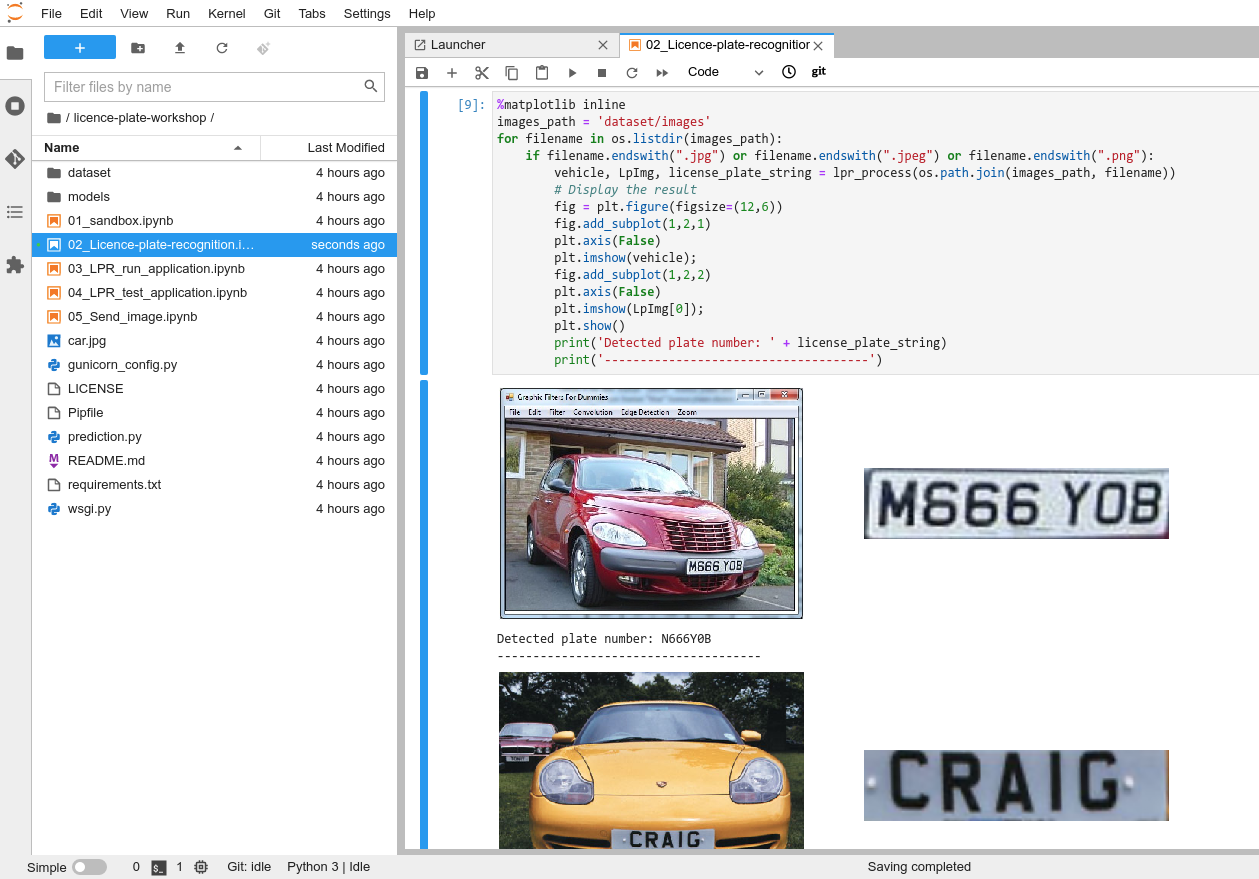 File Edit View Run Kernel Git Tabs Settings Help
+
Filter files by name
/ licence-plate-workshop /
Name Last Modified
dataset 4 hours ago
models 4 hours ago
01_sandbox.ipynb 4 hours ago
02_Licence-plate-recognition.i… seconds ago
03_LPR_run_application.ipynb 4 hours ago
04_LPR_test_application.ipynb 4 hours ago
05_Send_image.ipynb 4 hours ago
car.jpg 4 hours ago
gunicorn_config.py 4 hours ago
LICENSE 4 hours ago
Pipfile 4 hours ago
prediction.py 4 hours ago
M README.md 4 hours ago
requirements.txt 4 hours ago
wsgi.py 4 hours ago
Launcher
02_Licence-plate-recognition
Code
git
[9]:
%matplotlib inline
images_path = 'dataset/images'
for filename in os.listdir(images_path):
    if filename.endswith(".jpg") or filename.endswith(".jpeg") or filename.endswith(".png"):
        vehicle, LpImg, license_plate_string = lpr_process(os.path.join(images_path, filename))
        # Display the result
        fig = plt.figure(figsize=(12,6))
        fig.add_subplot(1,2,1)
        plt.axis(False)
        plt.imshow(vehicle);
        fig.add_subplot(1,2,2)
        plt.axis(False)
        plt.imshow(LpImg[0]);
        plt.show()
        print('Detected plate number: ' + license_plate_string)
        print('-------------------------------------')
Graphic Filters For Dummies
File Edit Filter Convolution Edge Detection Zoom
M666 YOB
M666 YOB
Detected plate number: N666Y0B
-------------------------------------
CRAIG
CRAIG
Simple 0 $_ 1 Git: idle Python 3 | Idle Saving completed